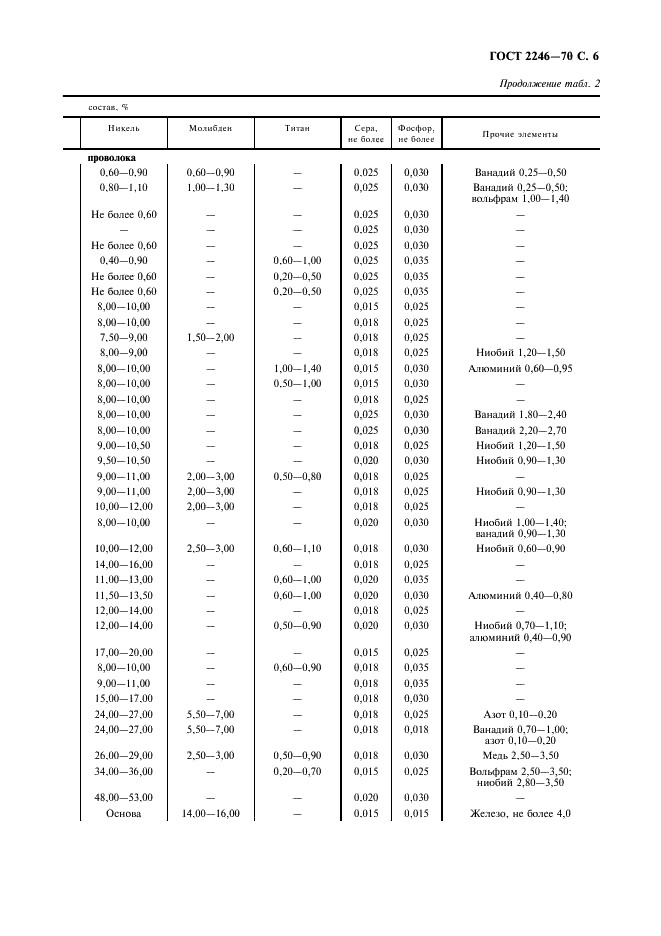 ГОСТ 2246—70 С. 6
Продолжение табл. 2
состав, %
Никель Молибден Титан Сера, не более Фосфор, не более Прочие элементы
проволока
0,60—0,90 0,60—0,90 — 0,025 0,030 Ванадий 0,25—0,50
0,80—1,10 1,00—1,30 — 0,025 0,030 Ванадий 0,25—0,50;
вольфрам 1,00—1,40
Не более 0,60 — — 0,025 0,030 —
— — — 0,025 0,030 —
Не более 0,60 — — 0,025 0,030 —
0,40—0,90 — 0,60—1,00 0,025 0,035 —
Не более 0,60 — 0,20—0,50 0,025 0,035 —
Не более 0,60 — 0,20—0,50 0,025 0,035 —
8,00—10,00 — — 0,015 0,025 —
8,00—10,00 — — 0,018 0,025 —
7,50—9,00 1,50—2,00 — 0,018 0,025 —
8,00—9,00 — — 0,018 0,025 Ниобий 1,20—1,50
8,00—10,00 — 1,00—1,40 0,015 0,030 Алюминий 0,60—0,95
8,00—10,00 — 0,50—1,00 0,015 0,030 —
8,00—10,00 — — 0,018 0,025 —
8,00—10,00 — — 0,025 0,030 Ванадий 1,80—2,40
8,00—10,00 — — 0,025 0,030 Ванадий 2,20—2,70
9,00—10,50 — — 0,018 0,025 Ниобий 1,20—1,50
9,50—10,50 — — 0,020 0,030 Ниобий 0,90—1,30
9,00—11,00 2,00—3,00 0,50—0,80 0,018 0,025 —
9,00—11,00 2,00—3,00 — 0,018 0,025 Ниобий 0,90—1,30
10,00—12,00 2,00—3,00 — 0,018 0,025 —
8,00—10,00 — — 0,020 0,030 Ниобий 1,00—1,40;
ванадий 0,90—1,30
10,00—12,00 2,50—3,00 0,60—1,10 0,018 0,030 Ниобий 0,60—0,90
14,00—16,00 — — 0,018 0,025 —
11,00—13,00 — 0,60—1,00 0,020 0,035 —
11,50—13,50 — 0,60—1,00 0,020 0,030 Алюминий 0,40—0,80
12,00—14,00 — — 0,018 0,025 —
12,00—14,00 — 0,50—0,90 0,020 0,030 Ниобий 0,70—1,10;
алюминий 0,40—0,90
17,00—20,00 — — 0,015 0,025 —
8,00—10,00 — 0,60—0,90 0,018 0,035 —
9,00—11,00 — — 0,018 0,035 —
15,00—17,00 — — 0,018 0,030 —
24,00—27,00 5,50—7,00 — 0,018 0,025 Азот 0,10—0,20
24,00—27,00 5,50—7,00 — 0,018 0,018 Ванадий 0,70—1,00;
азот 0,10—0,20
26,00—29,00 2,50—3,00 0,50—0,90 0,018 0,030 Медь 2,50—3,50
34,00—36,00 — 0,20—0,70 0,015 0,025 Вольфрам 2,50—3,50;
ниобий 2,80—3,50
48,00—53,00 — — 0,020 0,030 —
Основа 14,00—16,00 — 0,015 0,015 Железо, не более 4,0